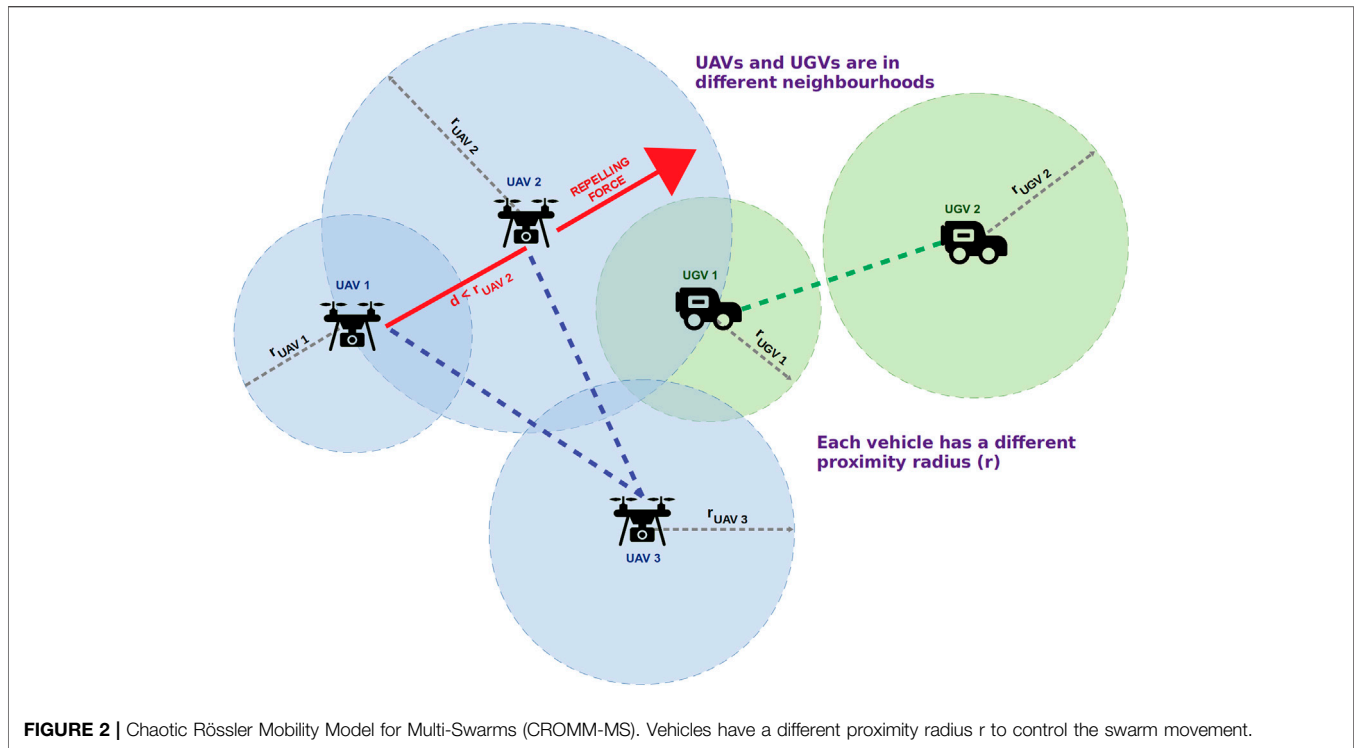 UAVs and UGVs are in
different neighbourhoods
r UAV 2
UAV 2
REPELLING
FORCE
r UGV 2
UGV 2
UAV 1
d < r UAV 2
UGV 1
r UAV 1
r UGV 1
Each vehicle has a different
proximity radius (r)
r UAV 3
UAV 3
FIGURE 2 | Chaotic Rössler Mobility Model for Multi-Swarms (CROMM-MS). Vehicles have a different proximity radius r to control the swarm movement.